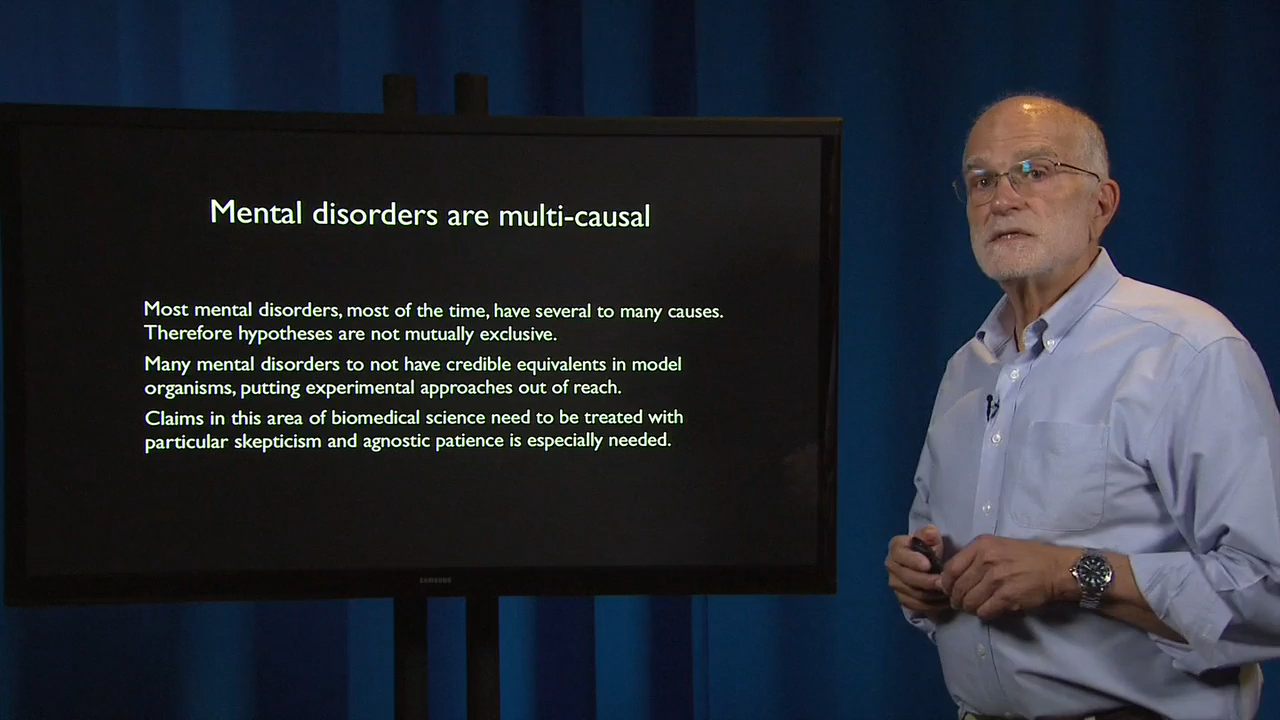 Mental disorders are multi-causal
Most mental disorders, most of the time, have several to many causes.
Therefore hypotheses are not mutually exclusive.
Many mental disorders to not have credible equivalents in model
organisms, putting experimental approaches out of reach.
Claims in this area of biomedical science need to be treated with
particular skepticism and agnostic patience is especially needed.
SAMSUNG